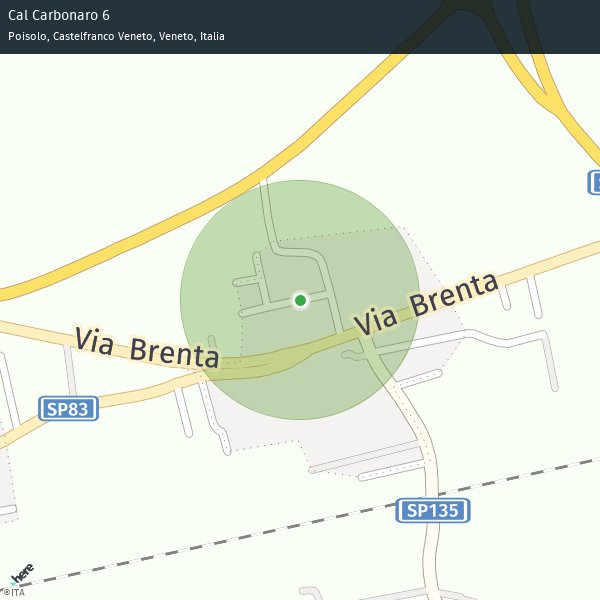 Cal Carbonaro 6
Poisolo, Castelfranco Veneto, Veneto, Italia
Via Brenta
Via Brenta
SP83
SP135
here
©ITA